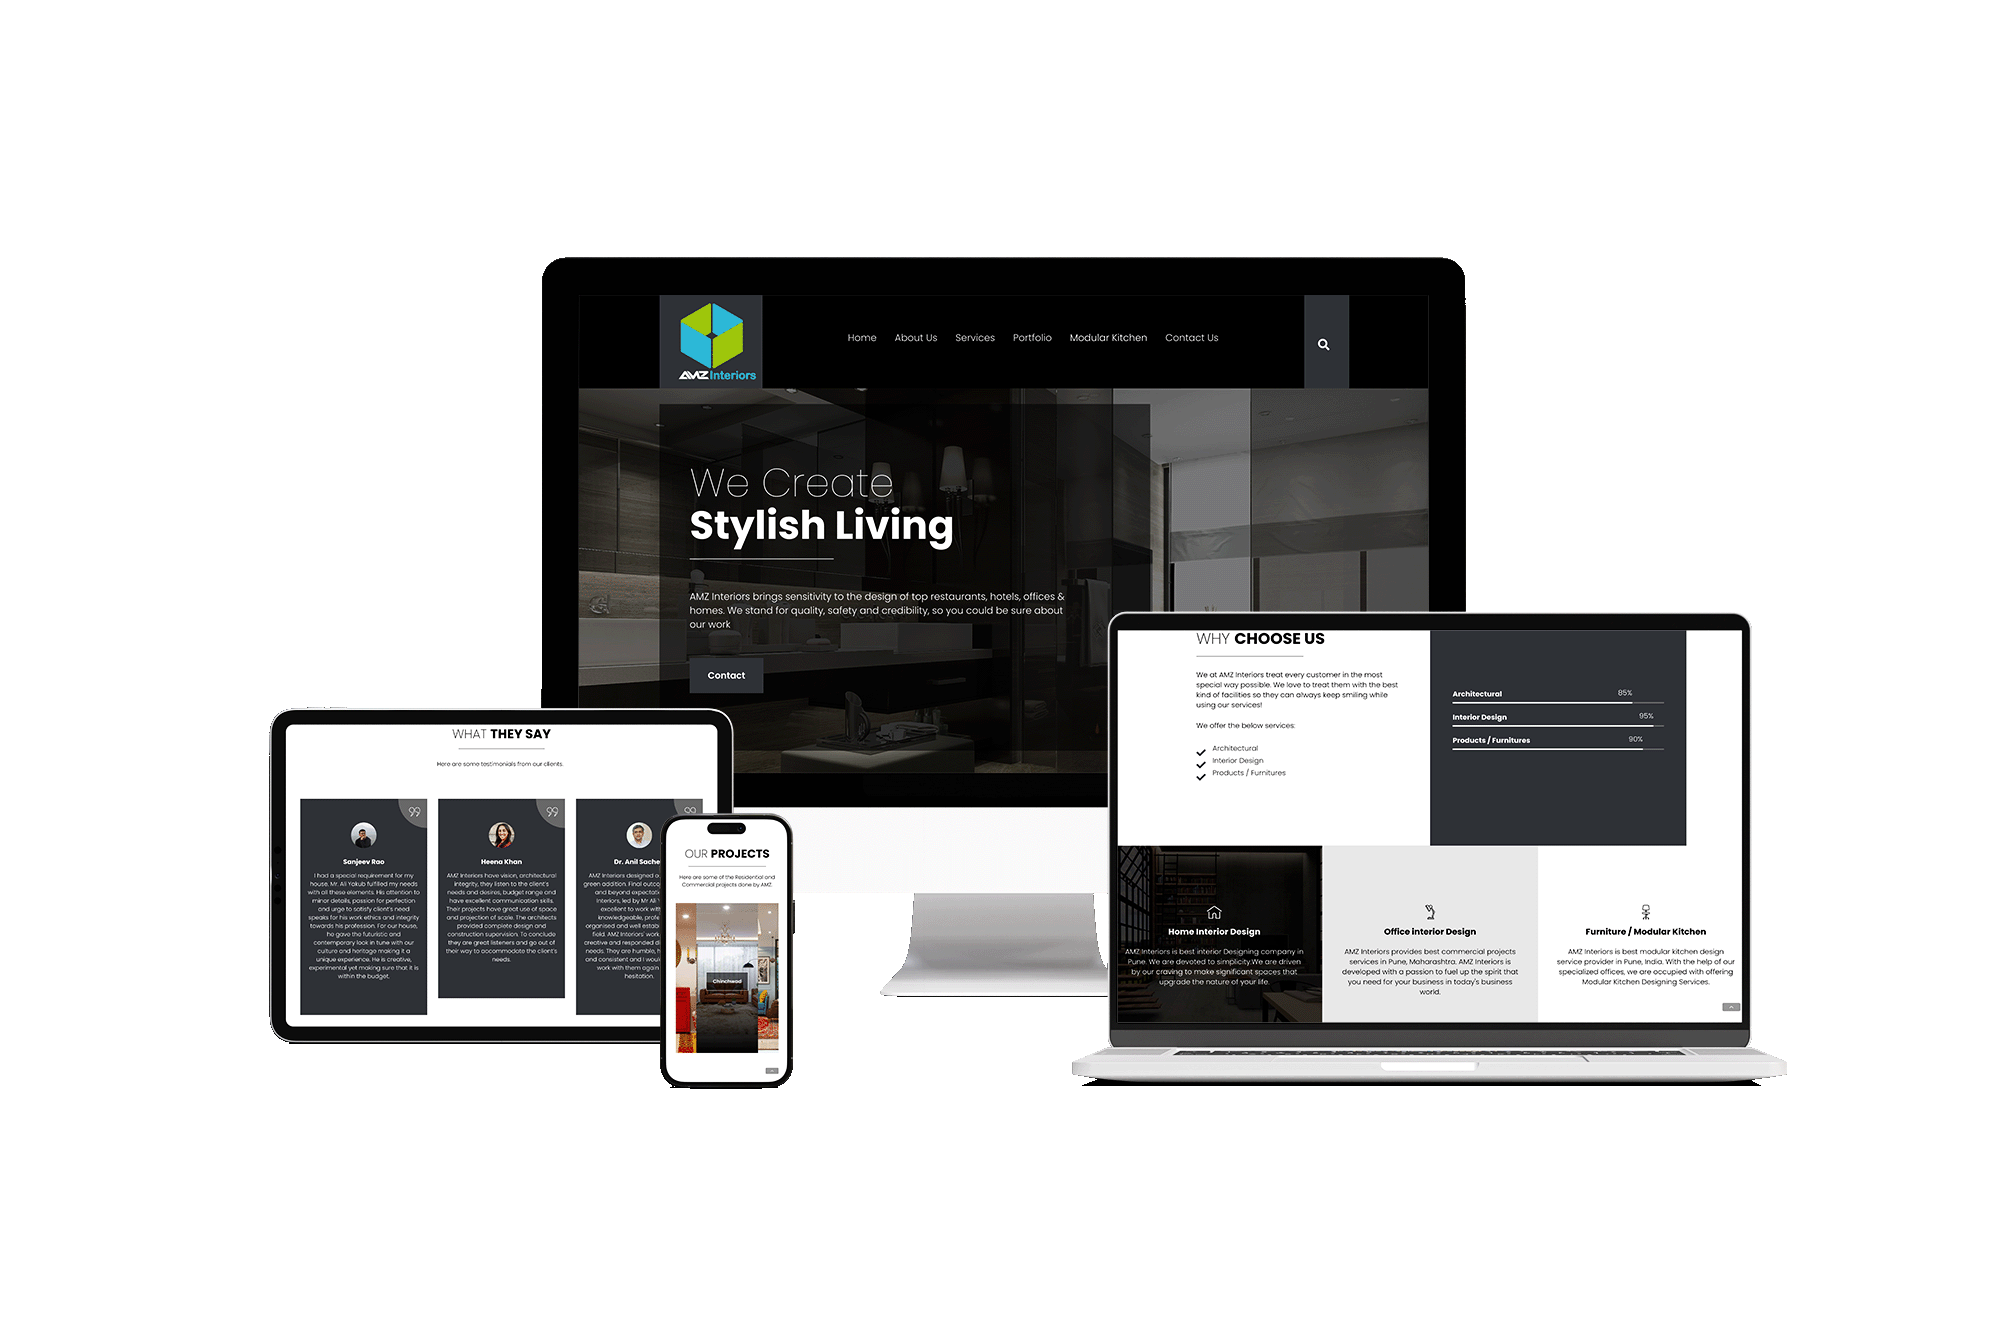 AMZ Interiors
Home About Us Services Portfolio Modular Kitchen Contact Us
We Create
Stylish Living
AMZ Interiors brings sensitivity to the design of top restaurants, hotels, offices &
homes. We stand for quality, safety and credibility, so you could be sure about
our work
Contact
WHAT THEY SAY
Here are some testimonials from our clients.
Sanjeev Rao
I had a special requirement for my
house. Mr. Ali Yakub fulfilled my needs
with all these elements. His attention to
minor details, passion for perfection
and urge to satisfy client's need
speaks for his work ethics and integrity
towards his profession. For our house,
he gave the futuristic and
contemporary look in tune with our
culture and heritage making it a
unique experience. He is creative,
experimental yet making sure that it is
within the budget.
Heena Khan
AMZ Interiors have vision, architectural
integrity, they listen to the client's
needs and desires, budget range and
have excellent communication skills.
Their projects have great use of space
and projection of scale. The architects
provided complete design and
construction supervision. To conclude
they are great listeners and go out of
their way to accommodate the client's
needs.
Dr. Anil Sache
AMZ Interiors designed o
green addition. Final outco
and beyond expectat
Interiors, led by Mr Ali Y
excellent to work wit
knowledgeable, profe
organised and well estab
field. AMZ Interiors' work
creative and responded di
needs. They are humble, h
and consistent and I woul
work with them again
hesitation.
OUR PROJECTS
Here are some of the Residential and
Commercial projects done by AMZ.
Chinchwad
WHY CHOOSE US
We at AMZ Interiors treat every customer in the most
special way possible. We love to treat them with the best
kind of facilities so they can always keep smiling while
using our services!
We offer the below services:
Architectural
Interior Design
Products / Furnitures
Architectural 85%
Interior Design 95%
Products / Furnitures 90%
Home Interior Design
AMZ Interiors is best interior Designing company in
Pune. We are devoted to simplicity.We are driven
by our craving to make significant spaces that
upgrade the nature of your life.
Office interior Design
AMZ Interiors provides best commercial projects
services in Pune, Maharashtra. AMZ Interiors is
developed with a passion to fuel up the spirit that
you need for your business in today's business
world.
Furniture / Modular Kitchen
AMZ Interiors is best modular kitchen design
service provider in Pune, India. With the help of our
specialized offices, we are occupied with offering
Modular Kitchen Designing Services.